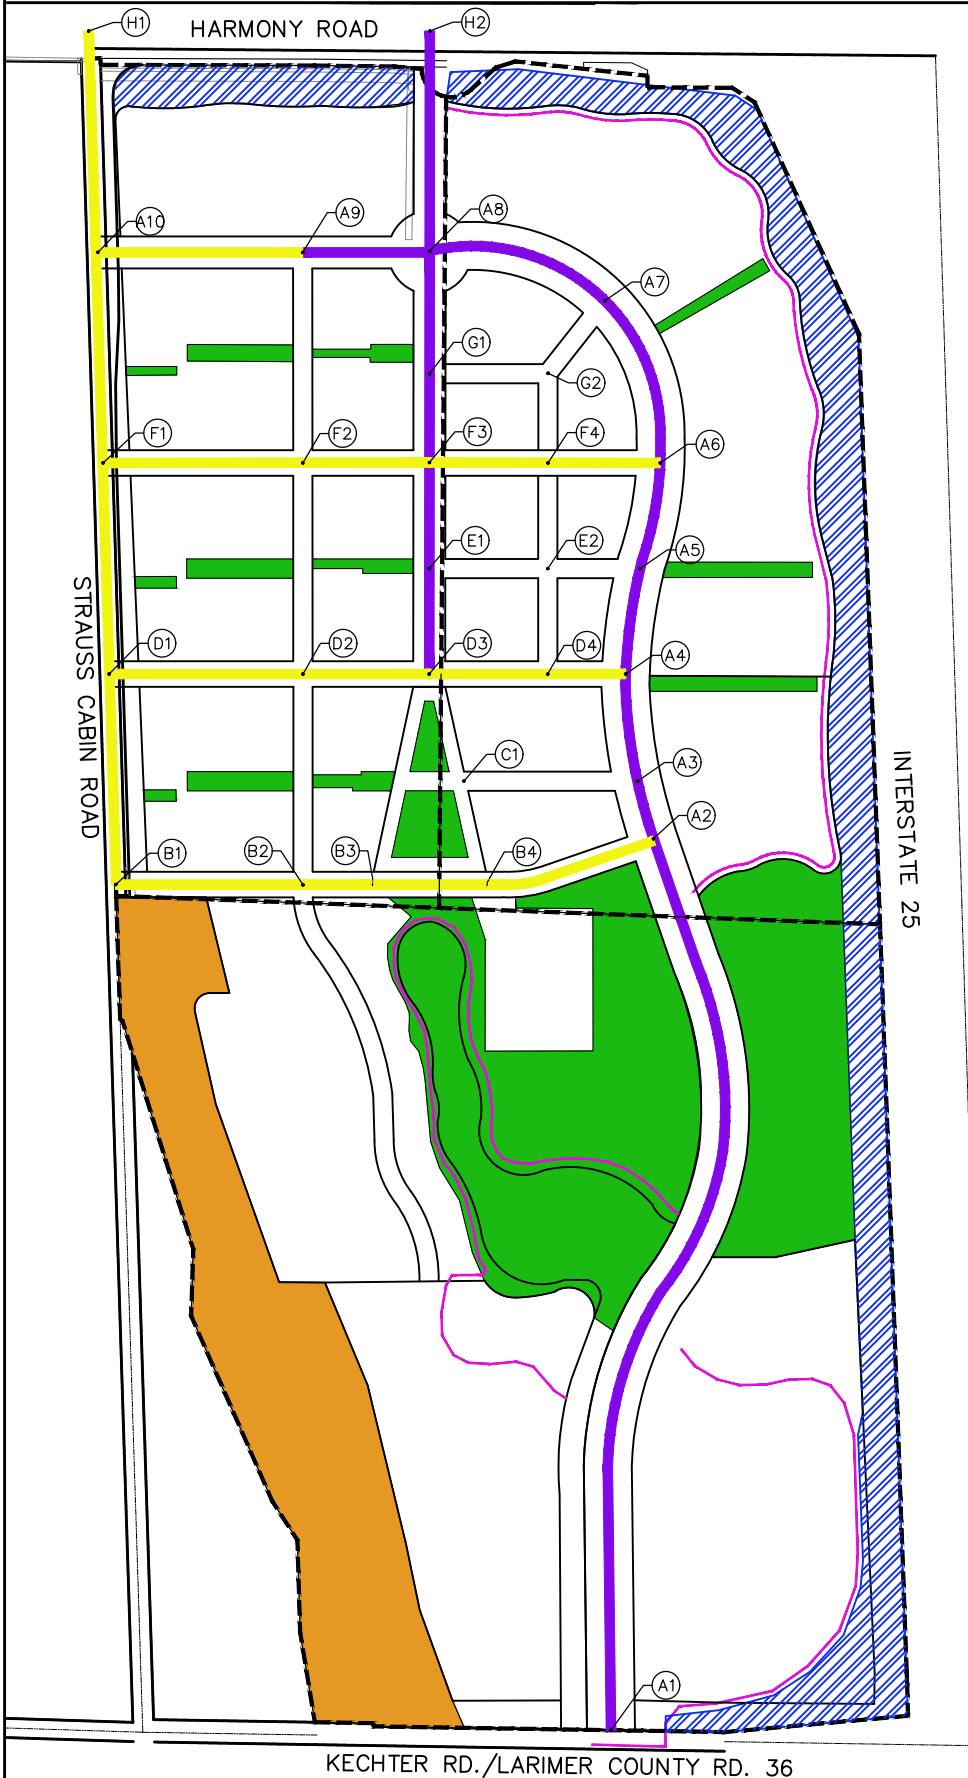 H1
HARMONY ROAD
H2
A10
A9
A8
A7
G1
G2
F1
F2
F3
F4
A6
E1
E2
A5
STRAUSS CABIN ROAD
D1
D2
D3
D4
A4
C1
A3
INTERSTATE 25
A2
B1
B2
B3
B4
A1
KECHTER RD./LARIMER COUNTY RD. 36